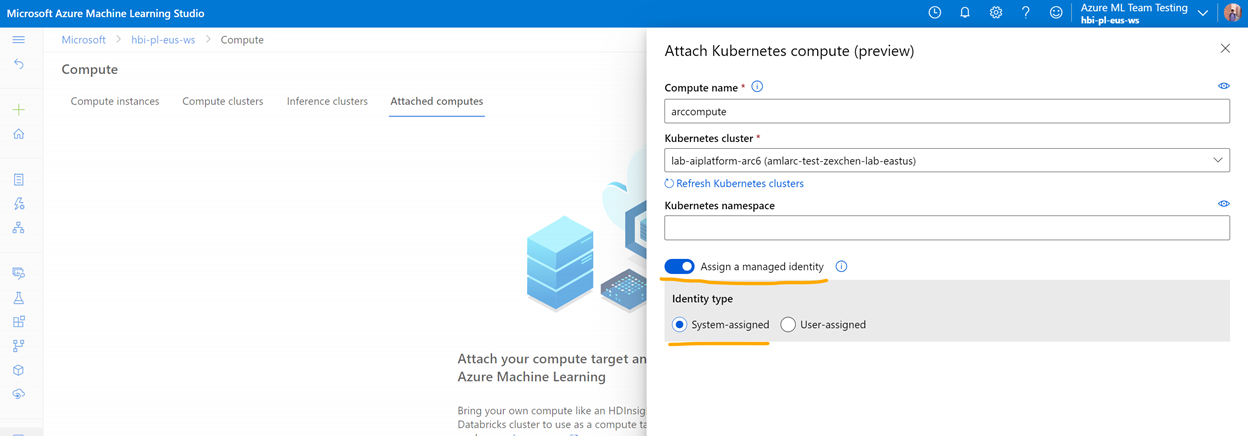 Microsoft Azure Machine Learning Studio
Azure ML Team Testing
hbi-pl-eus-ws
Microsoft > hbi-pl-eus-ws > Compute
Compute
Compute instances Compute clusters Inference clusters Attached computes
Attach your compute target an
Azure Machine Learning
Bring your own compute like an HDInsig
Databricks cluster to use as a compute ta
Attach Kubernetes compute (preview)
Compute name *
arccompute
Kubernetes cluster *
lab-aiplatform-arc6 (amlarc-test-zexchen-lab-eastus)
Refresh Kubernetes clusters
Kubernetes namespace
Assign a managed identity
Identity type
System-assigned User-assigned